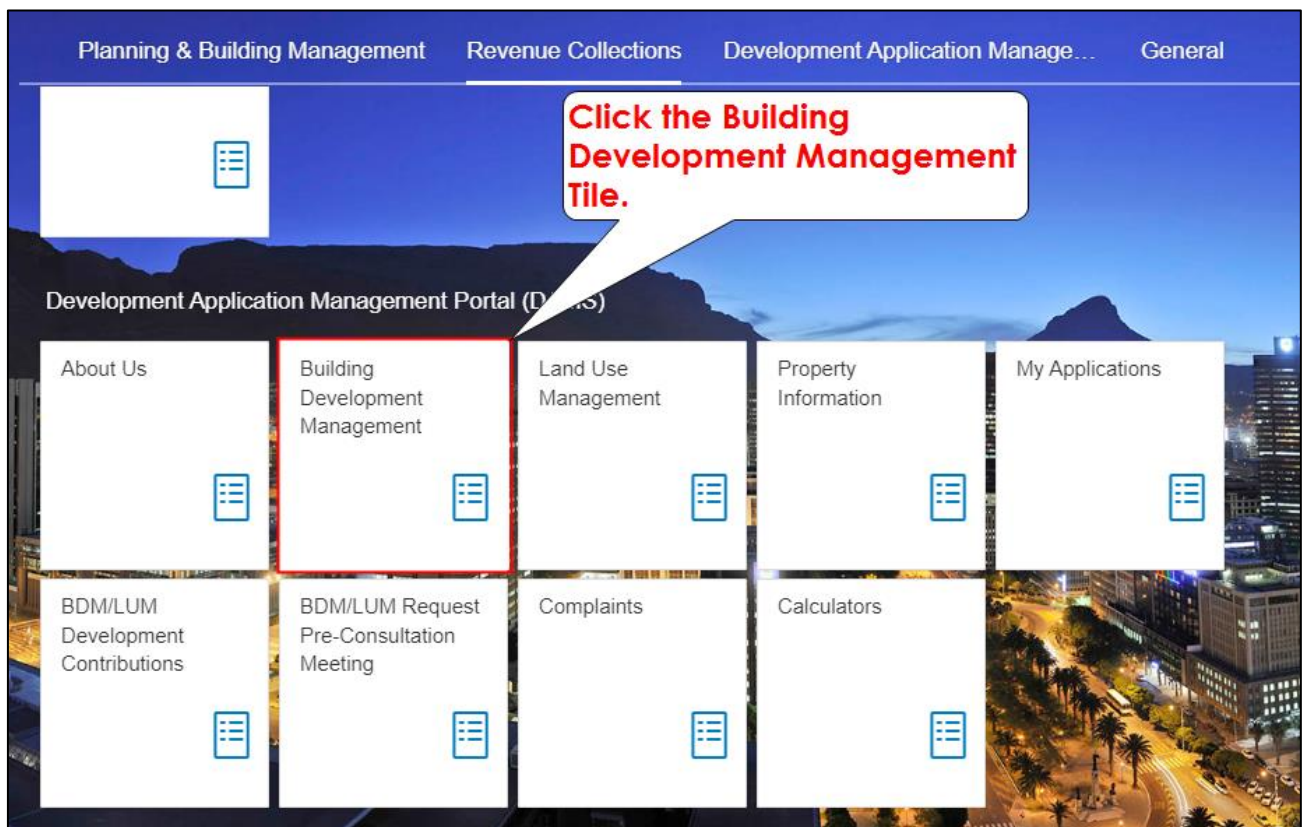 Planning & Building Management Revenue Collections Development Application Manage... General
Click the Building
Development Management
Tile.
Development Application Management Portal
About Us
Building
Development
Management
Land Use
Management
Property
Information
My Applications
BDM/LUM
Development
Contributions
BDM/LUM Request
Pre-Consultation
Meeting
Complaints
Calculators